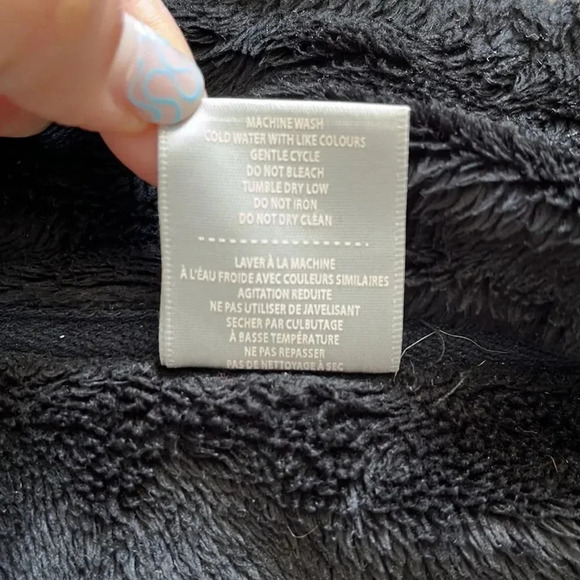 MACHINE WASH
COLD WATER WITH LIKE COLOURS
GENTLE CYCLE
DO NOT BLEACH
TUMBLE DRY LOW
DO NOT IRON
DO NOT DRY CLEAN
LAVER À LA MACHINE
À L'ÉAU FROIDE AVEC COULEURS SIMILAIRES
AGITATION REDUITE
NE PAS UTILISER DE JAVELISANT
SECHER PAR CULBUTAGE
À BASSE TEMPÉRATURE
NE PAS REPASSER
PAS DE NETTOYAGE À SEC